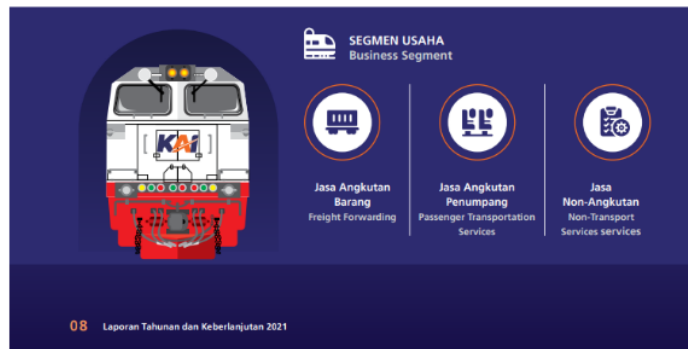 SEGMEN USAHA
Business Segment
KAI
Jasa Angkutan
Barang
Freight Forwarding
Jasa Angkutan
Penumpang
Passenger Transportation
Services
Jasa
Non-Angkutan
Non-Transport
Services services
08 Laporan Tahunan dan Keberlanjutan 2021